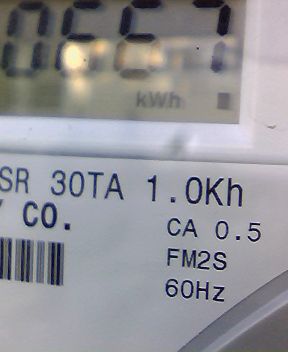 kWh
SR 30TA 1.0Kh
Y CO.
CA 0.5
FM2S
60Hz